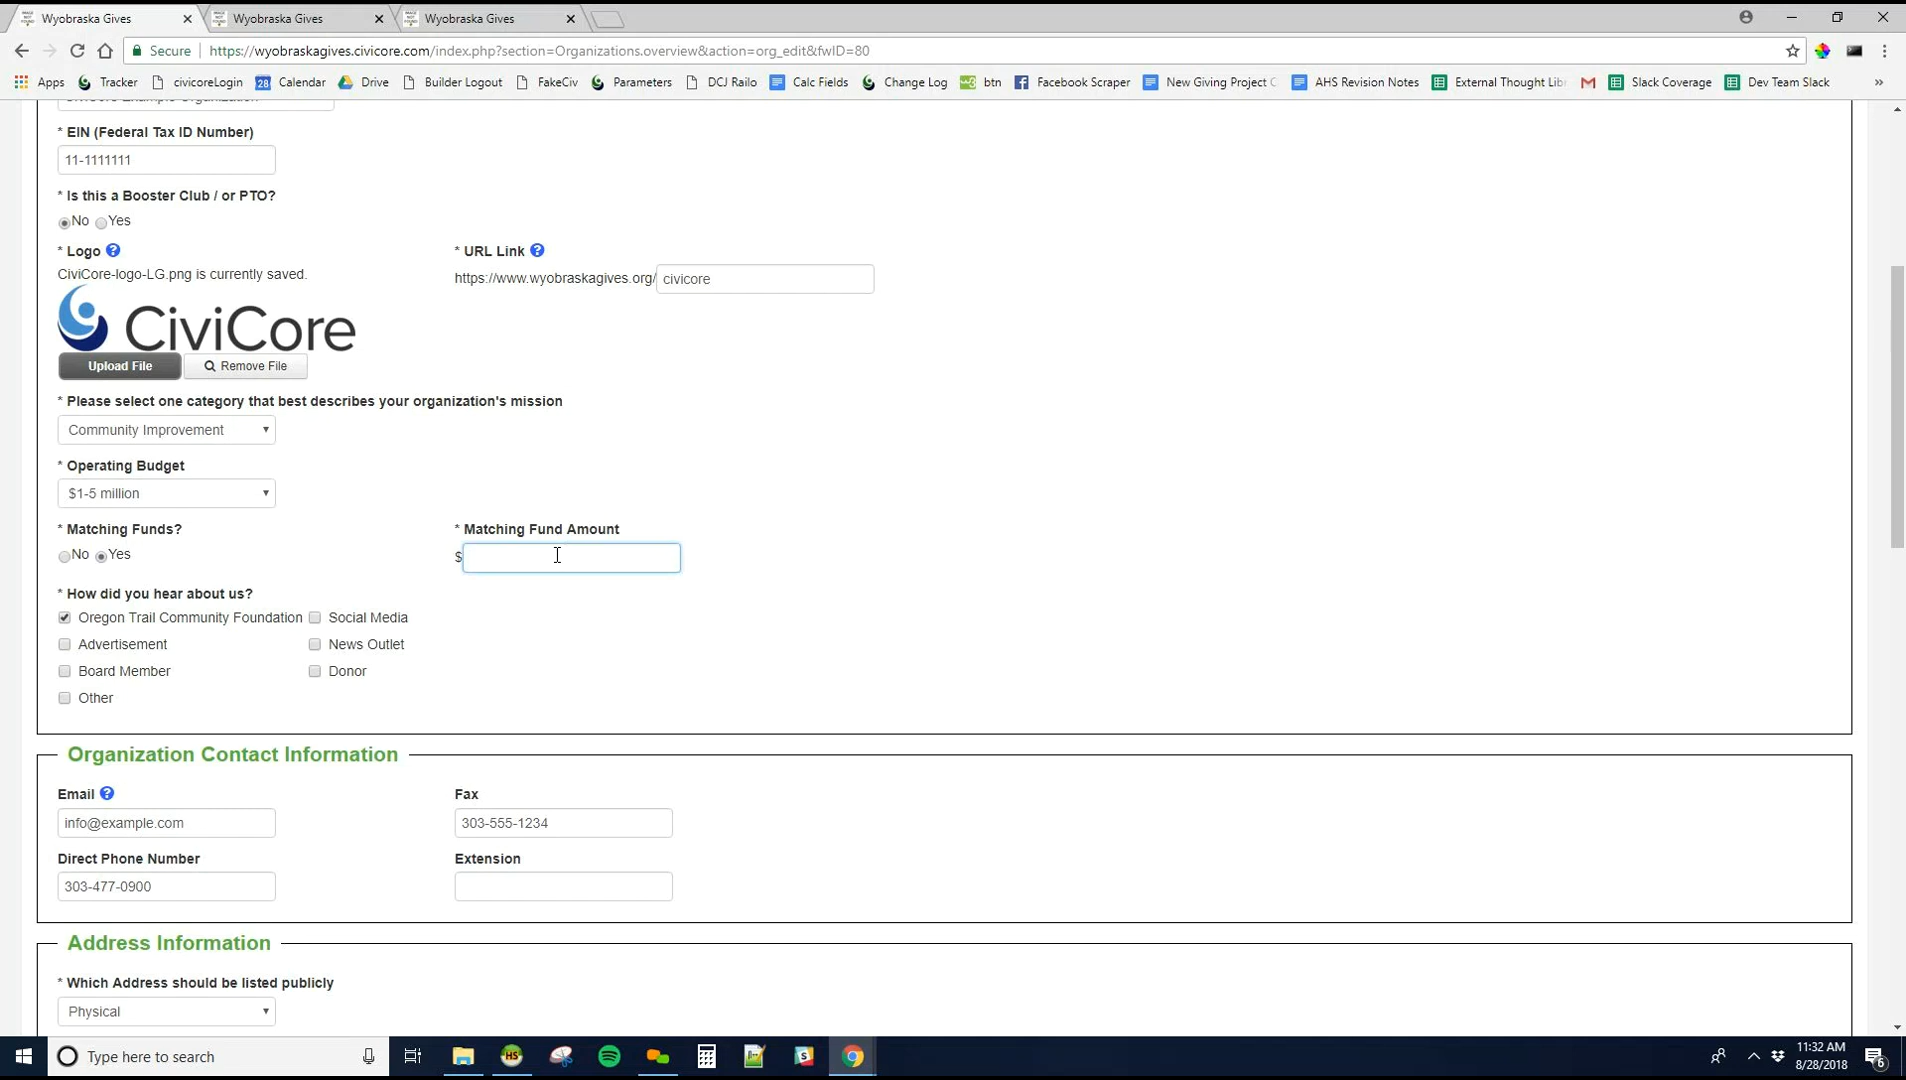 Wyobraska Gives
Wyobraska Gives
Wyobraska Gives
Secure https://wyobraskagives.civicore.com/index.php?section=Organizations.overview&action=org_edit&fwID=80
Apps Tracker civicoreLogin 28 Calendar Drive Builder Logout FakeCiv Parameters DCJ Railo Calc Fields Change Log w3 btn Facebook Scraper New Giving Project C AHS Revision Notes External Thought Lib Slack Coverage Dev Team Slack »
CiviCore Example Organization
* EIN (Federal Tax ID Number)
11-1111111
* Is this a Booster Club / or PTO?
No Yes
* Logo ? * URL Link ?
CiviCore-logo-LG.png is currently saved. https://www.wyobraskagives.org/ civicore
CiviCore
Upload File Remove File
* Please select one category that best describes your organization's mission
Community Improvement
* Operating Budget
$1-5 million
* Matching Funds? * Matching Fund Amount
No Yes $
* How did you hear about us?
Oregon Trail Community Foundation Social Media
Advertisement News Outlet
Board Member Donor
Other
Organization Contact Information
Email ? Fax
info@example.com 303-555-1234
Direct Phone Number Extension
303-477-0900
Address Information
* Which Address should be listed publicly
Physical
Type here to search HS 11:32 AM
8/28/2018 6